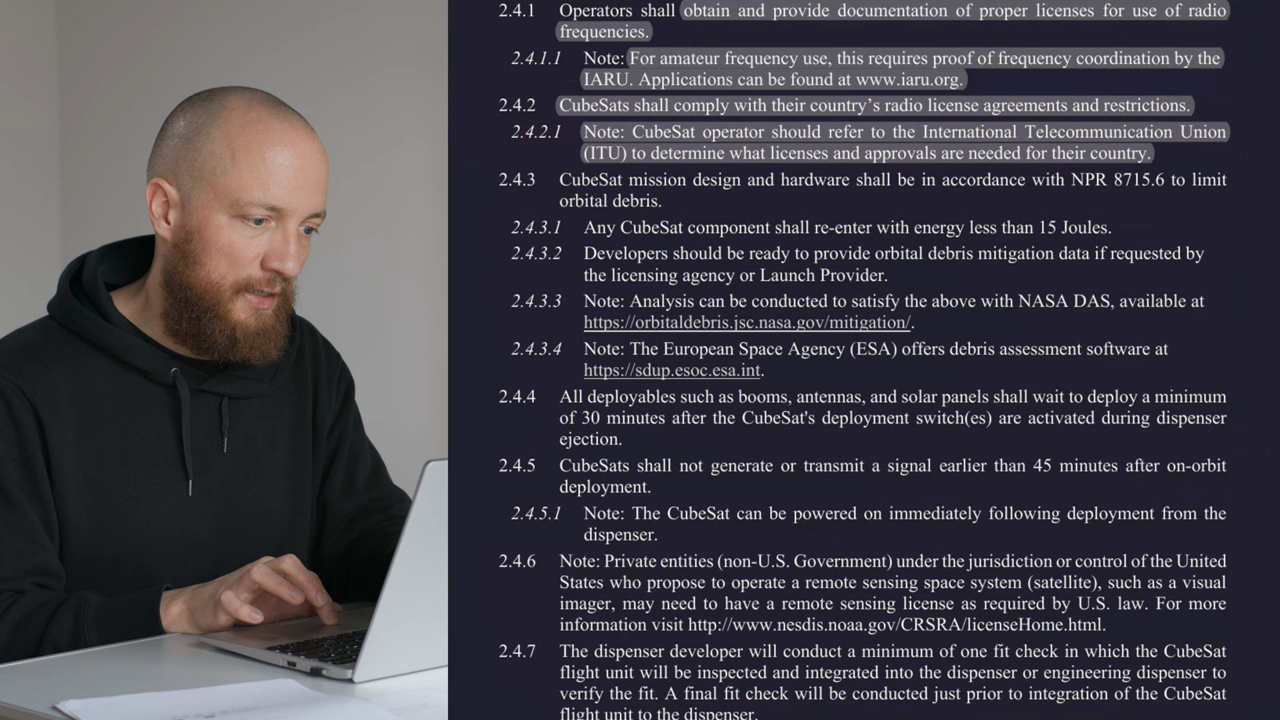 2.4.1 Operators shall obtain and provide documentation of proper licenses for use of radio
frequencies.
2.4.1.1 Note: For amateur frequency use, this requires proof of frequency coordination by the
IARU. Applications can be found at www.iaru.org.
2.4.2 CubeSats shall comply with their country's radio license agreements and restrictions.
2.4.2.1 Note: CubeSat operator should refer to the International Telecommunication Union
(ITU) to determine what licenses and approvals are needed for their country.
2.4.3 CubeSat mission design and hardware shall be in accordance with NPR 8715.6 to limit
orbital debris.
2.4.3.1 Any CubeSat component shall re-enter with energy less than 15 Joules.
2.4.3.2 Developers should be ready to provide orbital debris mitigation data if requested by
the licensing agency or Launch Provider.
2.4.3.3 Note: Analysis can be conducted to satisfy the above with NASA DAS, available at
https://orbitaldebris.jsc.nasa.gov/mitigation/.
2.4.3.4 Note: The European Space Agency (ESA) offers debris assessment software at
https://sdup.esoc.esa.int.
2.4.4 All deployables such as booms, antennas, and solar panels shall wait to deploy a minimum
of 30 minutes after the CubeSat's deployment switch(es) are activated during dispenser
ejection.
2.4.5 CubeSats shall not generate or transmit a signal earlier than 45 minutes after on-orbit
deployment.
2.4.5.1 Note: The CubeSat can be powered on immediately following deployment from the
dispenser.
2.4.6 Note: Private entities (non-U.S. Government) under the jurisdiction or control of the United
States who propose to operate a remote sensing space system (satellite), such as a visual
imager, may need to have a remote sensing license as required by U.S. law. For more
information visit http://www.nesdis.noaa.gov/CRSRA/licenseHome.html.
2.4.7 The dispenser developer will conduct a minimum of one fit check in which the CubeSat
flight unit will be inspected and integrated into the dispenser or engineering dispenser to
verify the fit. A final fit check will be conducted just prior to integration of the CubeSat
flight unit to the dispenser.